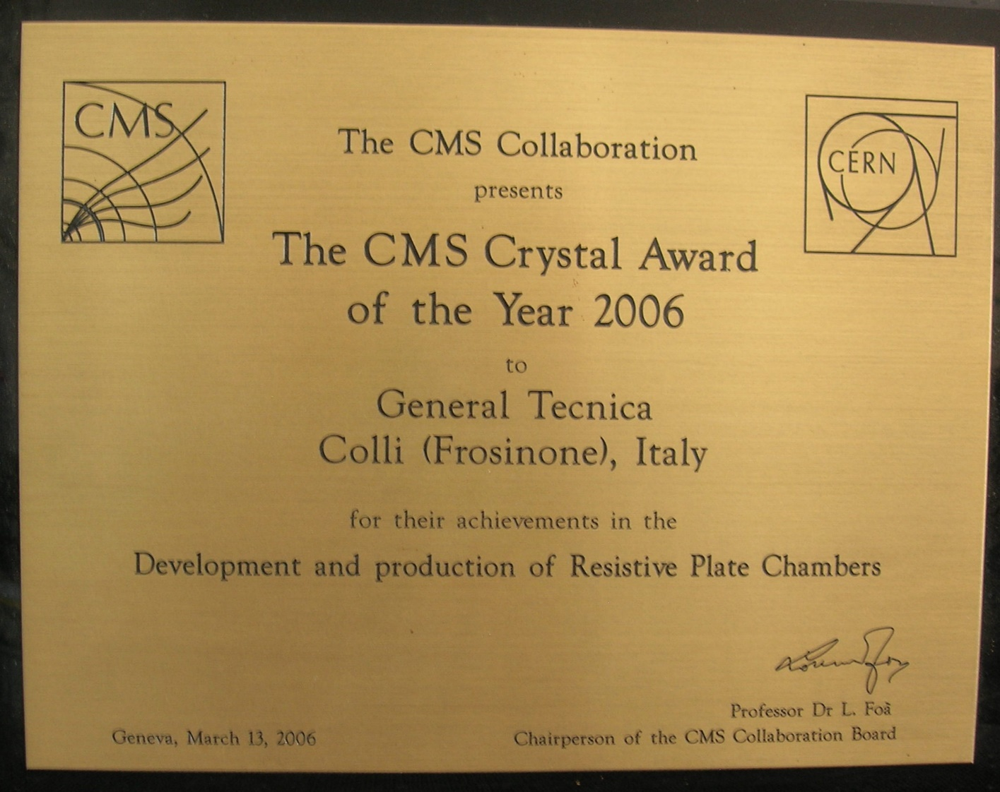 CMS
CERN
The CMS Collaboration
presents
The CMS Crystal Award
of the Year 2006
to
General Tecnica
Colli (Frosinone), Italy
for their achievements in the
Development and production of Resistive Plate Chambers
Professor Dr L. Foà
Geneva, March 13, 2006
Chairperson of the CMS Collaboration Board